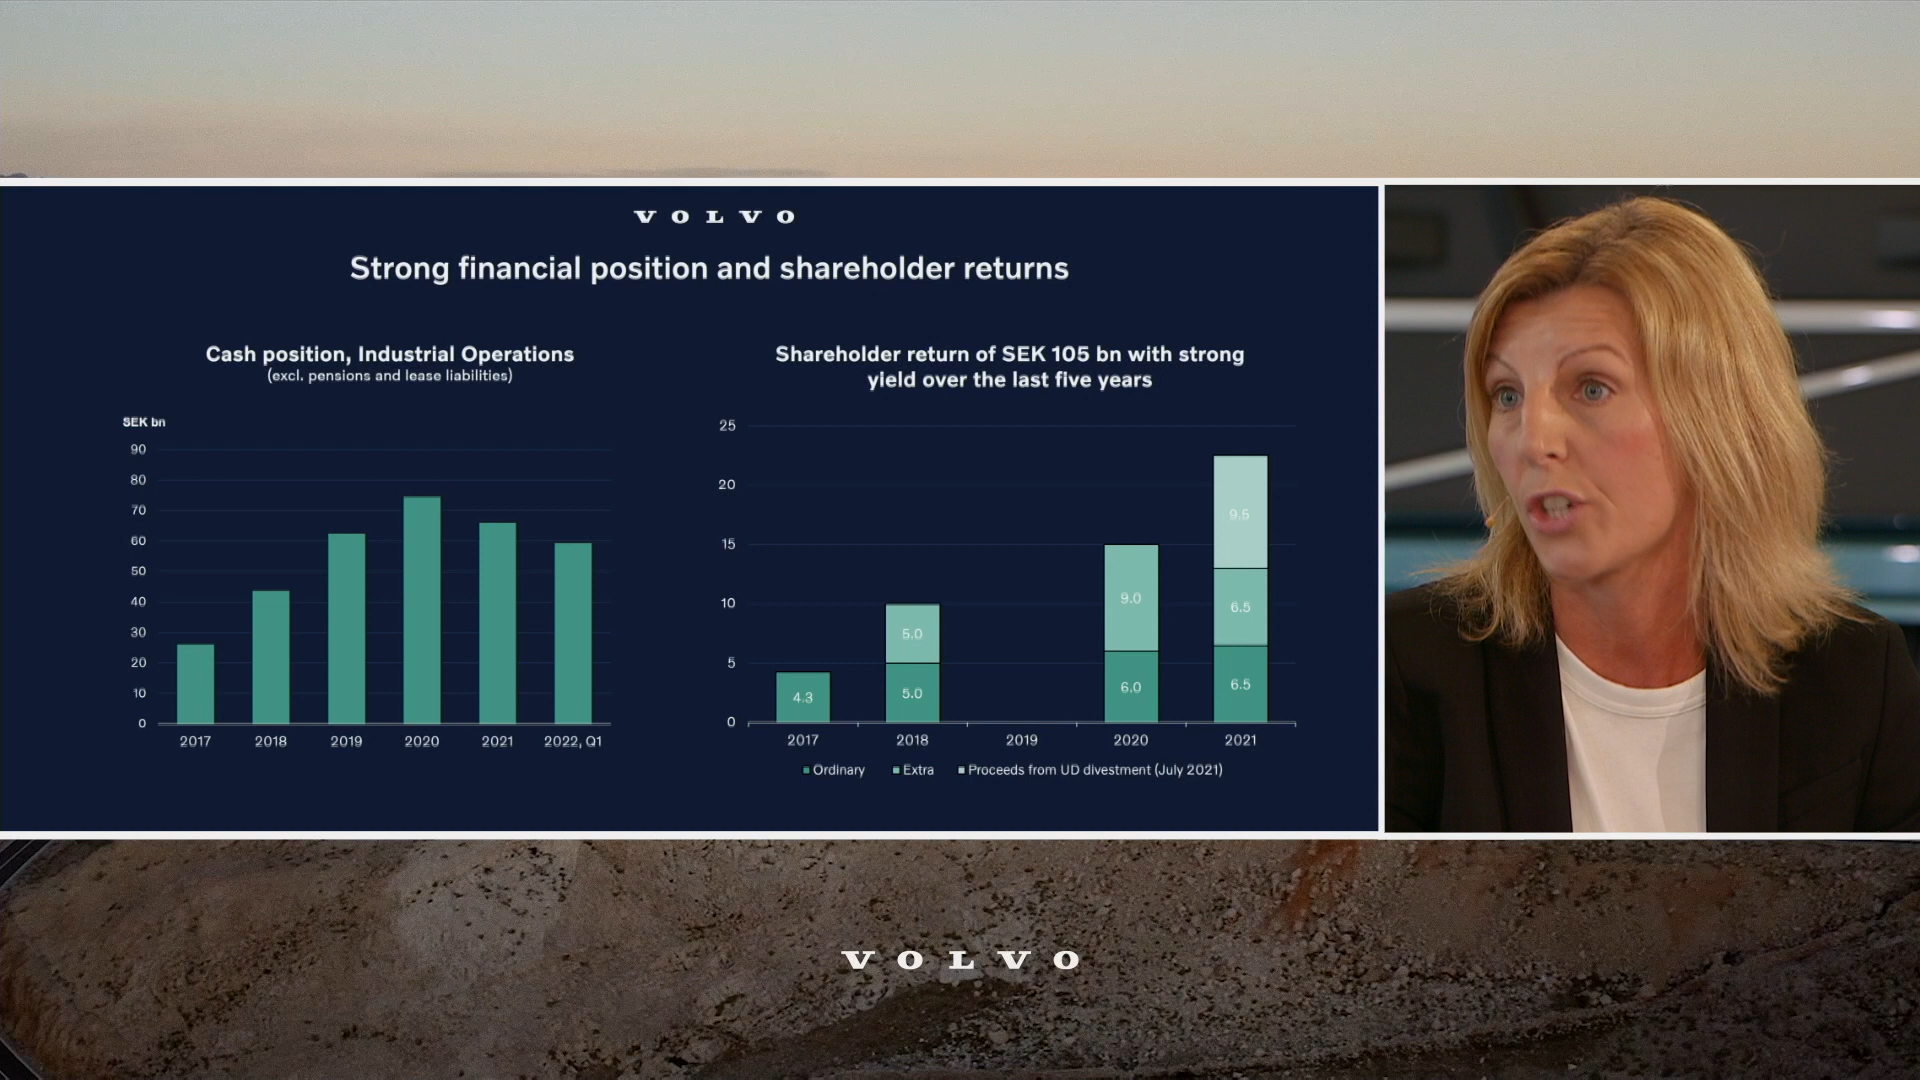 VOLVO
Strong financial position and shareholder returns
Cash position, Industrial Operations
(excl. pensions and lease liabilities)
SEK bn
90
80
70
60
50
40
30
20
10
0
2017 2018 2019 2020 2021 2022, Q1
Shareholder return of SEK 105 bn with strong
yield over the last five years
25
20
15
10
5
0
4.3
5.0
5.0
9.0
6.0
9.5
6.5
6.5
2017 2018 2019 2020 2021
Ordinary Extra Proceeds from UD divestment (July 2021)
VOLVO